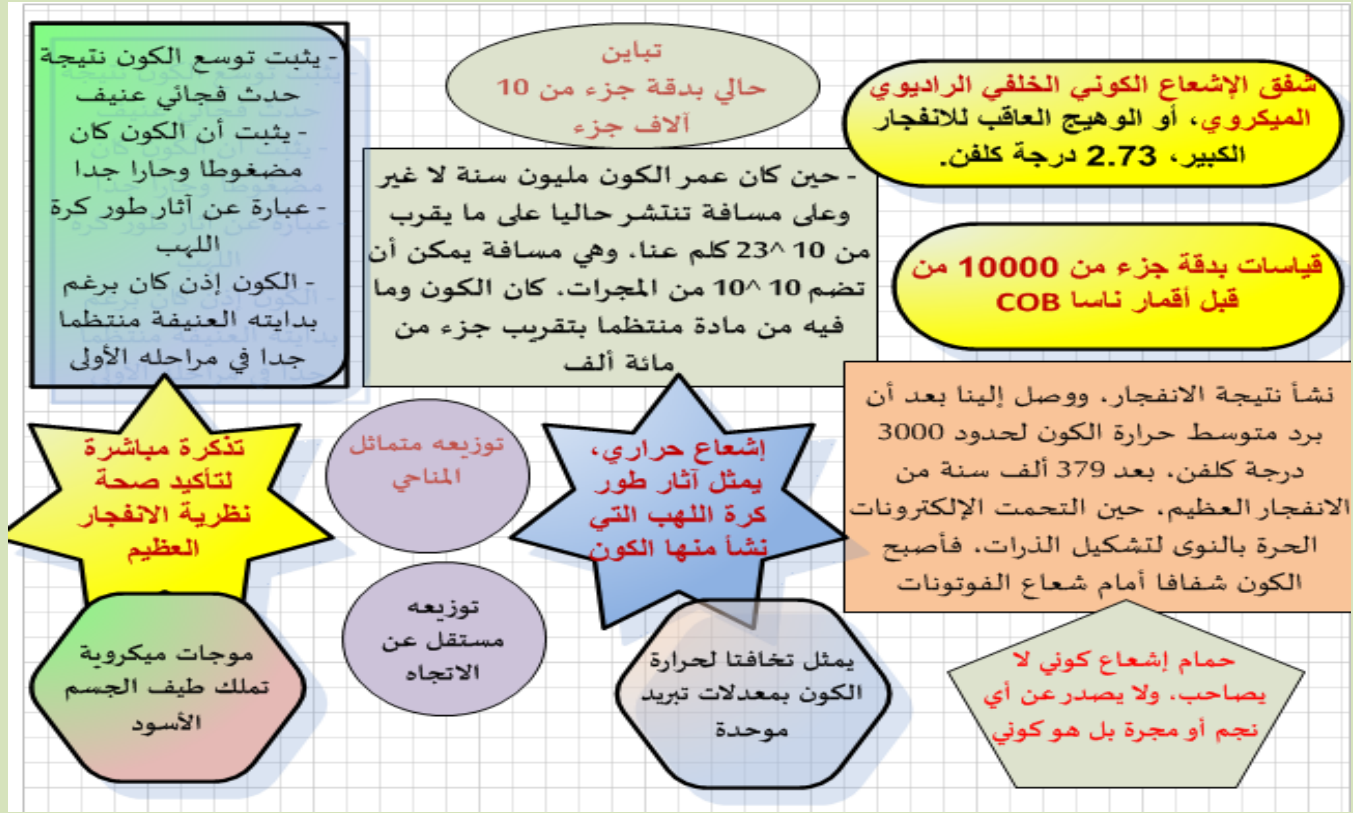 شفق الإشعاع الكوني الخلفي الراديوي
الميكروي، أو الوهيج العاقب للانفجار
الكبير، 2.73 درجة كلفن.
قياسات بدقة جزء من 10000 من
قبل أقمار ناسا COB
نشأ نتيجة الانفجار، ووصل إلينا بعد أن
برد متوسط حرارة الكون لحدود 3000
درجة كلفن، بعد 379 ألف سنة من
الانفجار العظيم، حين التحمت الإلكترونات
الحرة بالنوى لتشكيل الذرات، فأصبح
الكون شفافا أمام شعاع الفوتونات
حمام إشعاع كوني لا
يصاحب، ولا يصدر عن أي
نجم أو مجرة بل هو كوني
تباين
حالي بدقة جزء من 10
آلاف جزء
- حين كان عمر الكون مليون سنة لا غير
وعلى مسافة تنتشر حاليا على ما يقرب
من 10 ^23 كلم عنا، وهي مسافة يمكن أن
تضم 10 ^10 من المجرات، كان الكون وما
فيه من مادة منتظما بتقريب جزء من
مائة ألف
إشعاع حراري،
يمثل آثار طور
كرة اللهب التي
نشأ منها الكون
يمثل تخافتا لحرارة
الكون بمعدلات تبريد
موحدة
توزيعه متماثل
المناحي
توزيعه
مستقل عن
الاتجاه
- يثبت توسع الكون نتيجة
حدث فجائي عنيف
- يثبت أن الكون كان
مضغوطا وحارا جدا
- عبارة عن آثار طور كرة
اللهب
- الكون إذن كان برغم
بدايته العنيفة منتظما
جدا في مراحله الأولى
تذكرة مباشرة
لتأكيد صحة
نظرية الانفجار
العظيم
موجات ميكروية
تملك طيف الجسم
الأسود